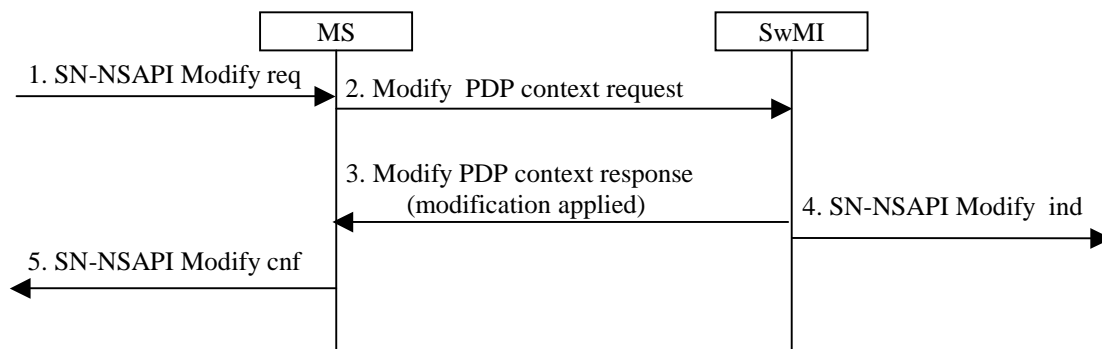 MS
SwMI
1. SN-NSAPI Modify req
2. Modify PDP context request
3. Modify PDP context response
(modification applied)
4. SN-NSAPI Modify ind
5. SN-NSAPI Modify cnf